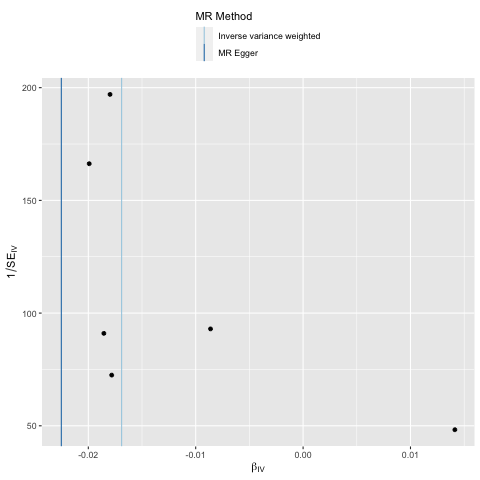 MR Method
Inverse variance weighted
MR Egger
200
150
100
50
1/SE_IV
-0.02
-0.01
0.00
0.01
β_IV